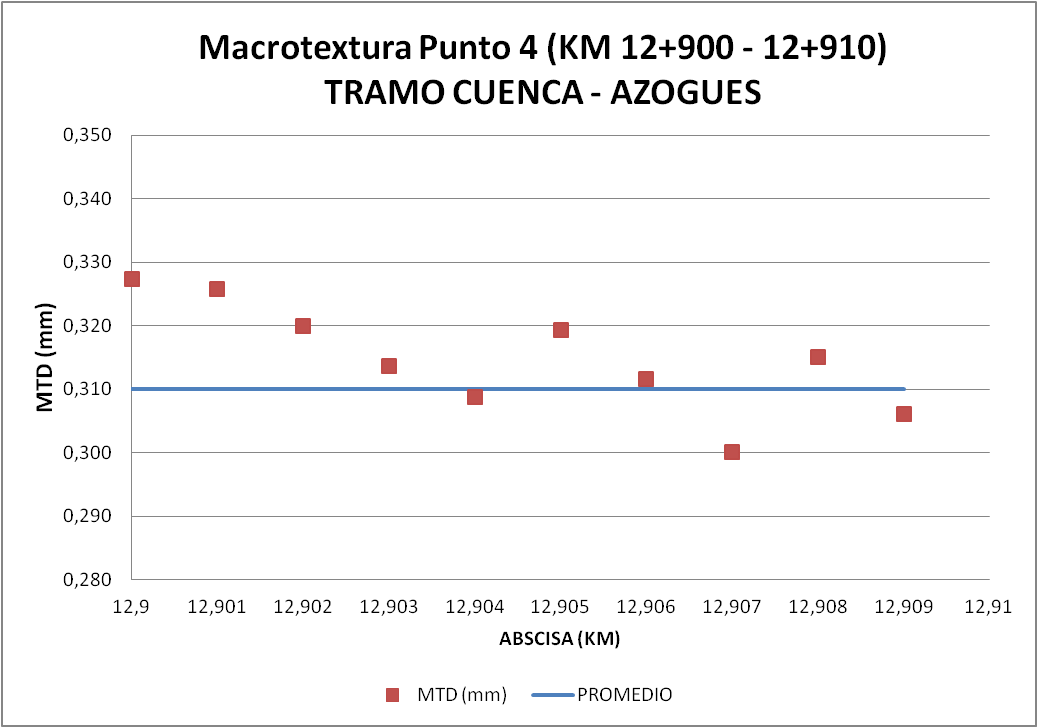 Macrotextura Punto 4 (KM 12+900 - 12+910)
TRAMO CUENCA - AZOGUES
0,350
0,340
0,330
0,320
0,310
0,300
0,290
0,280
MTD (mm)
12,9 12,901 12,902 12,903 12,904 12,905 12,906 12,907 12,908 12,909 12,91
ABSCISA (KM)
MTD (mm) PROMEDIO